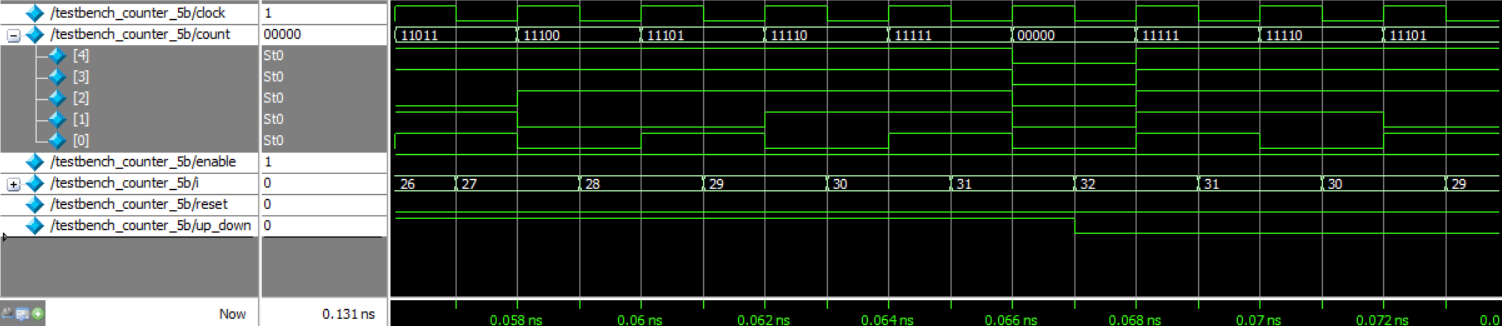 /testbench_counter_5b/clock 1
/testbench_counter_5b/count 00000 11011 11100 11101 11110 11111 00000 11111 11110 11101
[4] St0
[3] St0
[2] St0
[1] St0
[0] St0
/testbench_counter_5b/enable 1
/testbench_counter_5b/i 0 26 27 28 29 30 31 32 31 30 29
/testbench_counter_5b/reset 0
/testbench_counter_5b/up_down 0
Now 0.131 ns 0.058 ns 0.06 ns 0.062 ns 0.064 ns 0.066 ns 0.068 ns 0.07 ns 0.072 ns 0.0